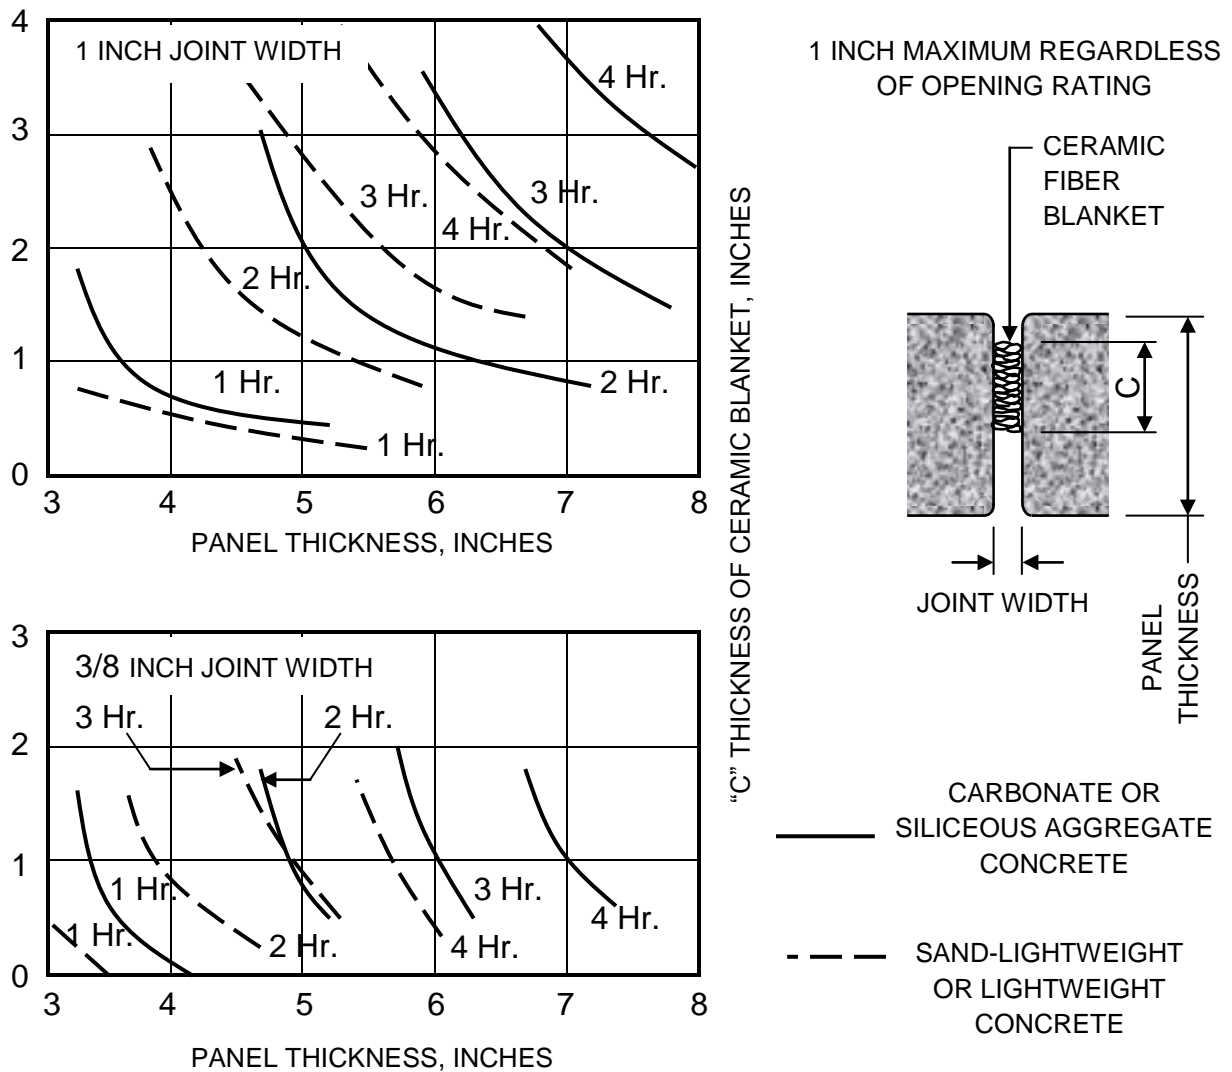 4
3
2
1
0
1 INCH JOINT WIDTH
4 Hr.
3 Hr.
3 Hr.
4 Hr.
2 Hr.
1 Hr.
2 Hr.
1 Hr.
3 4 5 6 7 8
PANEL THICKNESS, INCHES
3
2
1
0
3/8 INCH JOINT WIDTH
3 Hr.
2 Hr.
1 Hr.
3 Hr.
1 Hr.
2 Hr.
4 Hr.
4 Hr.
3 4 5 6 7 8
PANEL THICKNESS, INCHES
“C” THICKNESS OF CERAMIC BLANKET, INCHES
1 INCH MAXIMUM REGARDLESS
OF OPENING RATING
CERAMIC
FIBER
BLANKET
C
JOINT WIDTH
PANEL
THICKNESS
CARBONATE OR
SILICEOUS AGGREGATE
CONCRETE
SAND-LIGHTWEIGHT
OR LIGHTWEIGHT
CONCRETE